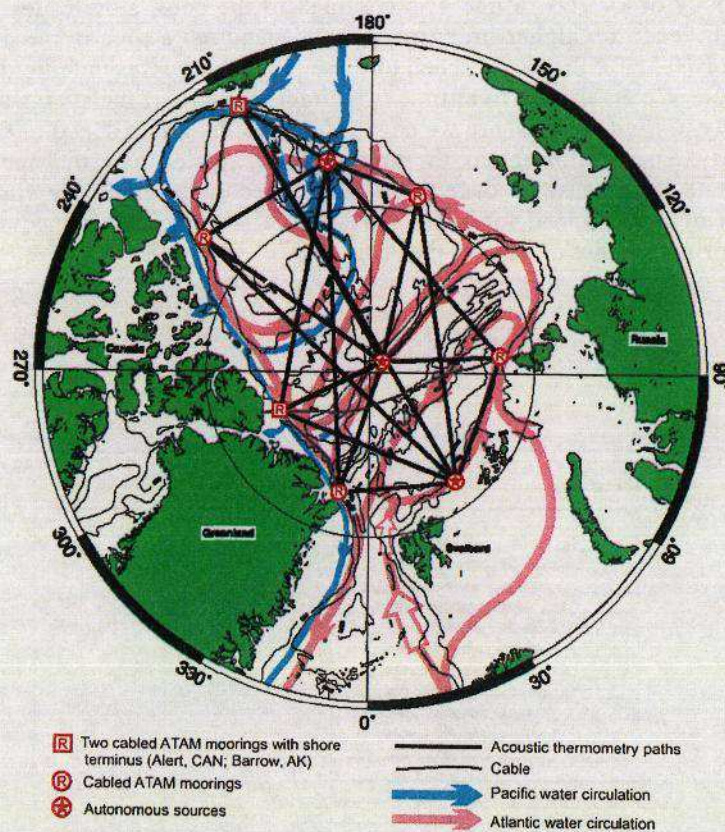 180°
210°
150°
240°
120°
Canada
Russia
270°
90
Greenland
Svalbard
300°
60°
330°
30°
0°
R Two cabled ATAM moorings with shore
terminus (Alert, CAN; Barrow, AK)
R Cabled ATAM moorings
Autonomous sources
Acoustic thermometry paths
Cable
Pacific water circulation
Atlantic water circulation